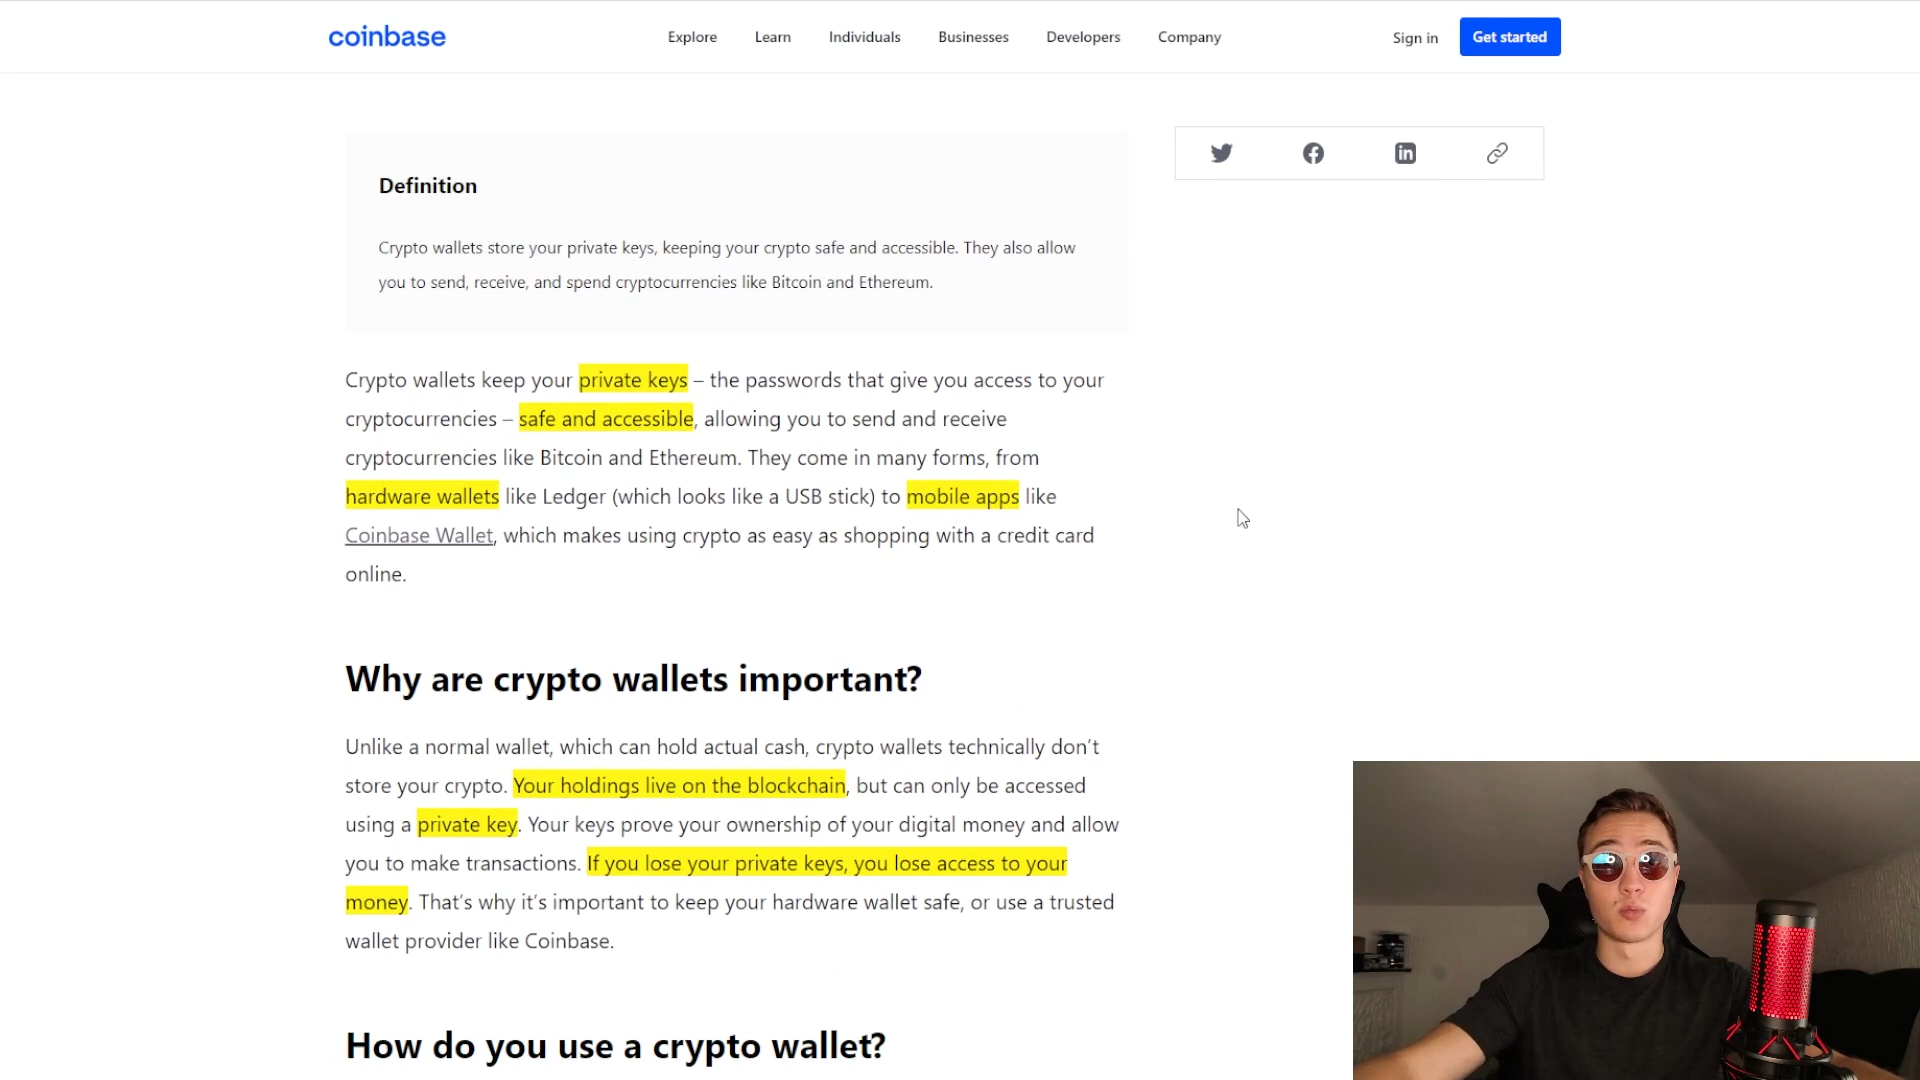 coinbase
Explore
Learn
Individuals
Businesses
Developers
Company
Sign in
Get started
Definition
Crypto wallets store your private keys, keeping your crypto safe and accessible. They also allow
you to send, receive, and spend cryptocurrencies like Bitcoin and Ethereum.
Crypto wallets keep your private keys – the passwords that give you access to your
cryptocurrencies – safe and accessible, allowing you to send and receive
cryptocurrencies like Bitcoin and Ethereum. They come in many forms, from
hardware wallets like Ledger (which looks like a USB stick) to mobile apps like
Coinbase Wallet, which makes using crypto as easy as shopping with a credit card
online.
Why are crypto wallets important?
Unlike a normal wallet, which can hold actual cash, crypto wallets technically don’t
store your crypto. Your holdings live on the blockchain, but can only be accessed
using a private key. Your keys prove your ownership of your digital money and allow
you to make transactions. If you lose your private keys, you lose access to your
money. That’s why it’s important to keep your hardware wallet safe, or use a trusted
wallet provider like Coinbase.
How do you use a crypto wallet?